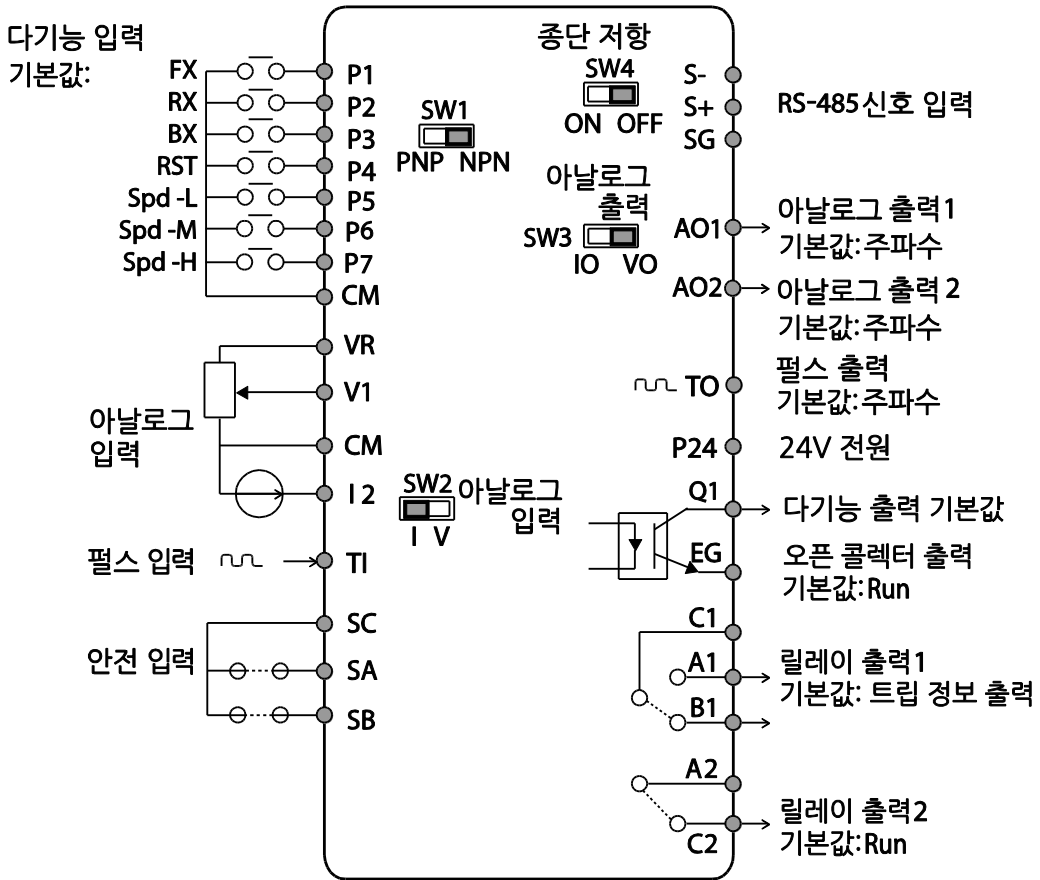 다기능 입력
기본값:
FX
RX
BX
RST
Spd -L
Spd -M
Spd -H
P1
P2
P3
P4
P5
P6
P7
CM
SW1
PNP NPN
종단 저항
SW4
ON OFF
아날로그
출력
SW3
IO VO
S-
S+
SG
RS-485신호 입력
AO1
아날로그 출력1
기본값:주파수
AO2
아날로그 출력2
기본값:주파수
TO
펄스 출력
기본값:주파수
P24
24V 전원
VR
V1
CM
I 2
아날로그
입력
SW2
I V
아날로그
입력
Q1
다기능 출력 기본값
EG
오픈 콜렉터 출력
기본값:Run
펄스 입력
TI
안전 입력
SC
SA
SB
C1
A1
B1
릴레이 출력1
기본값: 트립 정보 출력
A2
C2
릴레이 출력2
기본값:Run